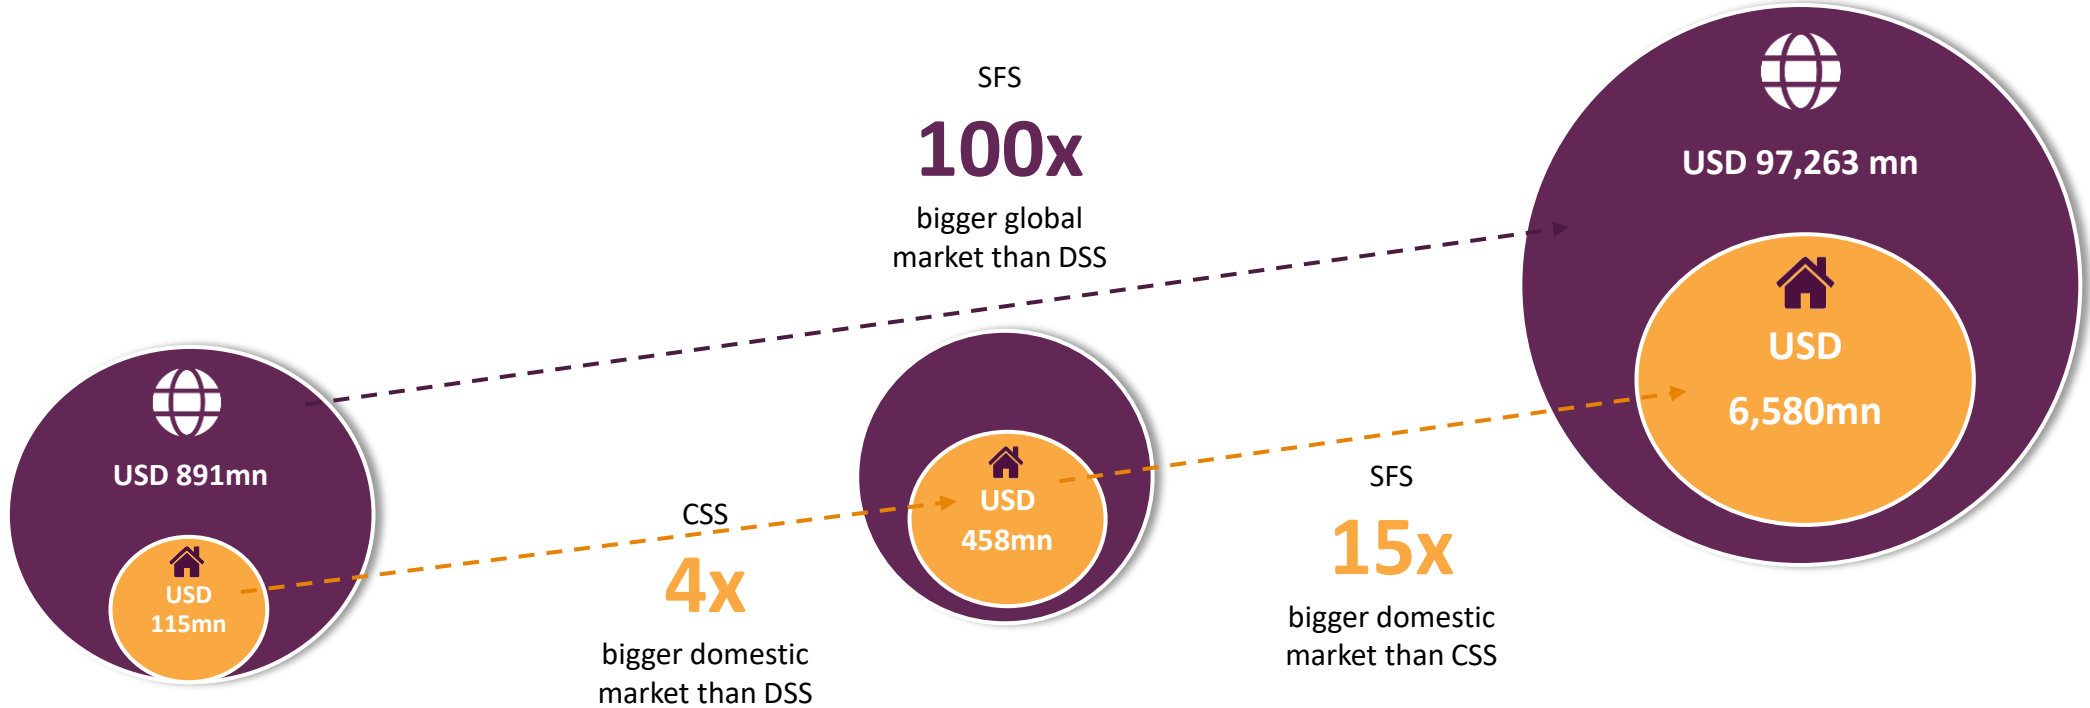 SFS
100x
bigger global
market than DSS
USD 97,263 mn
USD
6,580mn
USD 891mn
USD
115mn
CSS
4x
bigger domestic
market than DSS
USD
458mn
SFS
15x
bigger domestic
market than CSS